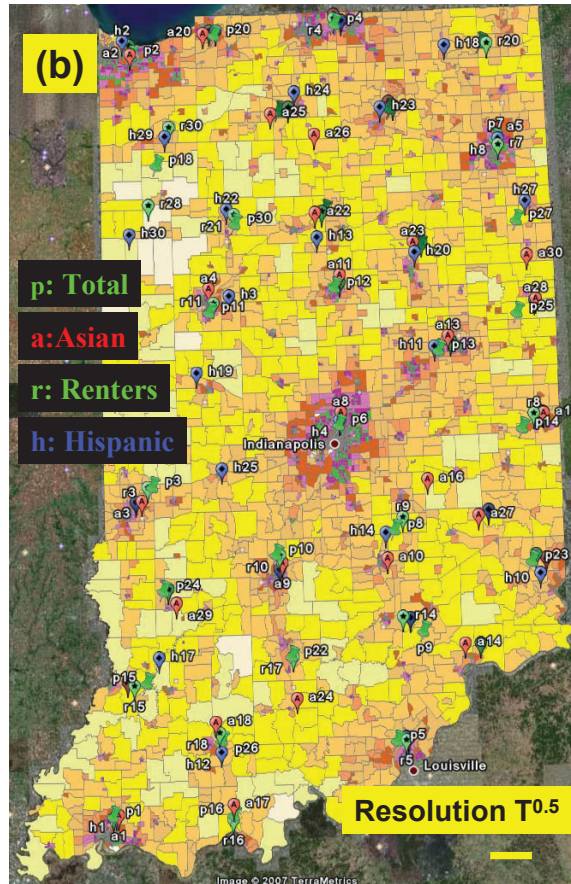 (b)
h2
a20
p20
r4
p4
a2
p2
h18
r20
h24
a25
h23
a26
p7
a5
h8
r7
r30
h29
p18
r28
h22
r21
p30
a22
h13
h27
p27
h30
a23
h20
a30
p: Total
a:Asian
r: Renters
h: Hispanic
a4
r11
p11
h3
a11
p12
a28
p25
a13
h11
p13
h19
a8
h4
p6
Indianapolis
r8
a1
p14
h25
r3
p3
a3
a16
r9
h14
p8
a27
p10
r10
a9
a10
p23
h10
p24
a29
r14
p9
a14
h17
p22
r17
p15
r15
a24
a18
r18
p26
h12
p5
r5
Louisville
a17
p16
r16
p1
h1
a1
Resolution T0.5
Image © 2007 TerraMetrics